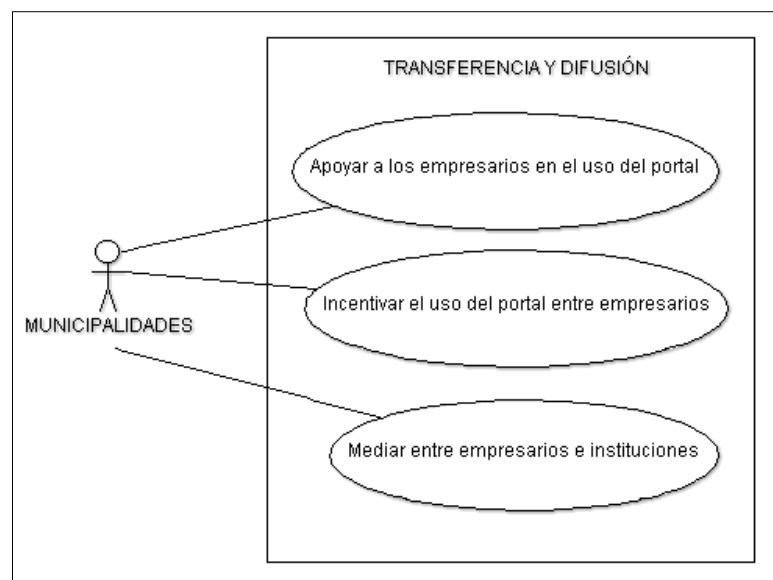 TRANSFERENCIA Y DIFUSIÓN
Apoyar a los empresarios en el uso del portal
Incentivar el uso del portal entre empresarios
MUNICIPALIDADES
Mediar entre empresarios e instituciones